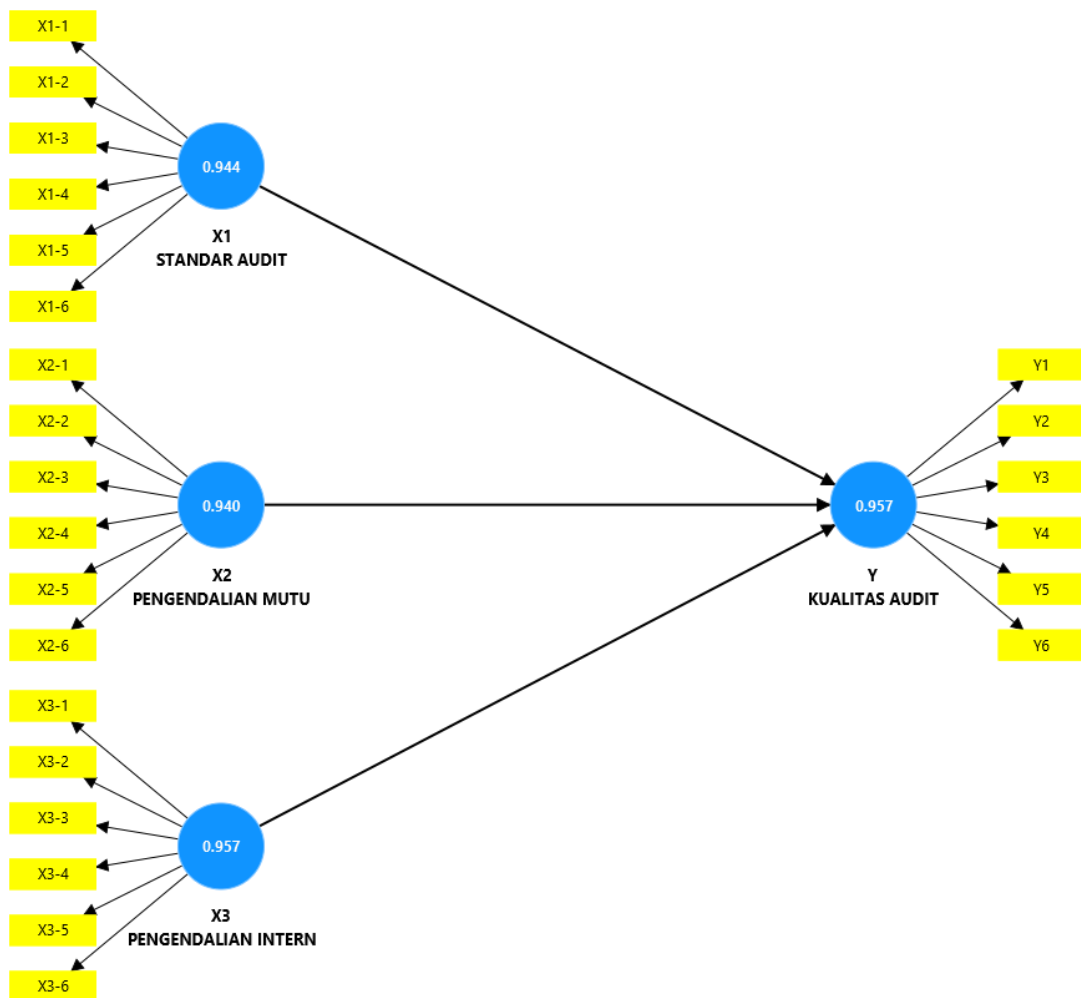 X1-1
X1-2
X1-3
X1-4
X1-5
X1-6
0.944
X1
STANDAR AUDIT
X2-1
X2-2
X2-3
X2-4
X2-5
X2-6
0.940
X2
PENGENDALIAN MUTU
X3-1
X3-2
X3-3
X3-4
X3-5
X3-6
0.957
X3
PENGENDALIAN INTERN
0.957
Y
KUALITAS AUDIT
Y1
Y2
Y3
Y4
Y5
Y6